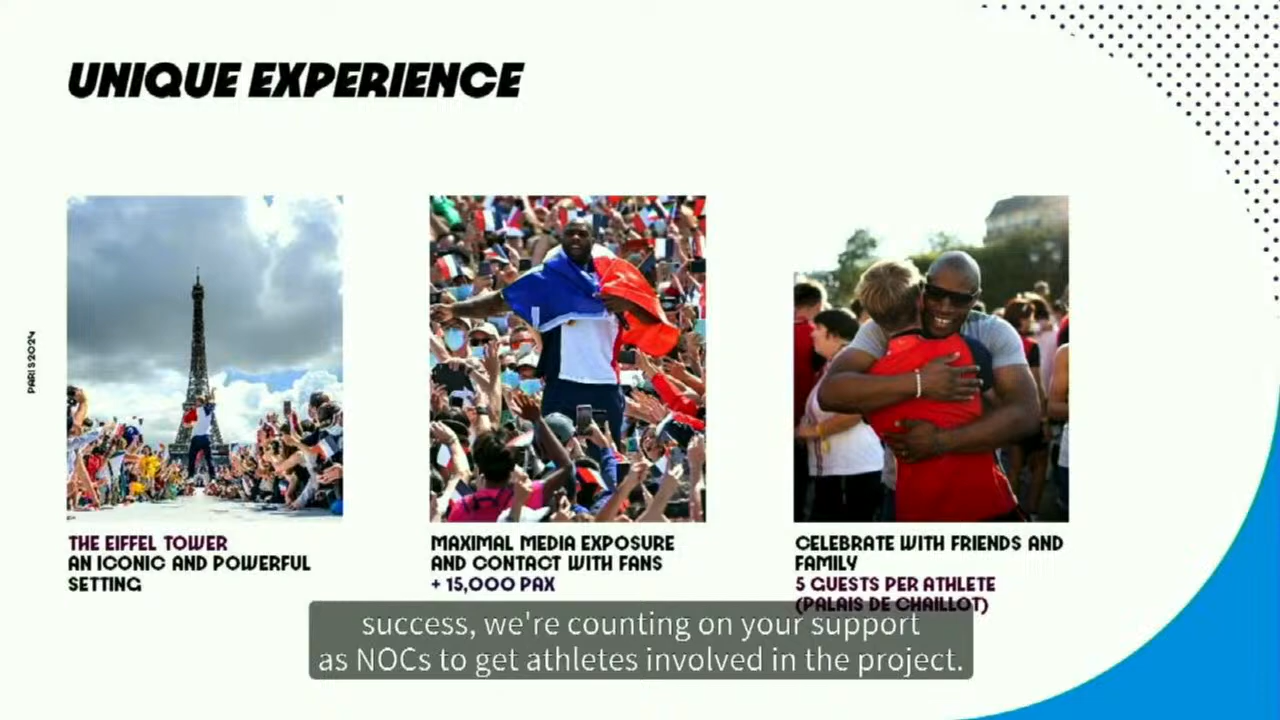 UNIQUE EXPERIENCE
PARIS 2024
THE EIFFEL TOWER
AN ICONIC AND POWERFUL
SETTING
MAXIMAL MEDIA EXPOSURE
AND CONTACT WITH FANS
+ 15,000 PAX
CELEBRATE WITH FRIENDS AND
FAMILY
5 GUESTS PER ATHLETE
(PALAIS DE CHAILLOT)
success, we're counting on your support
as NOCs to get athletes involved in the project.